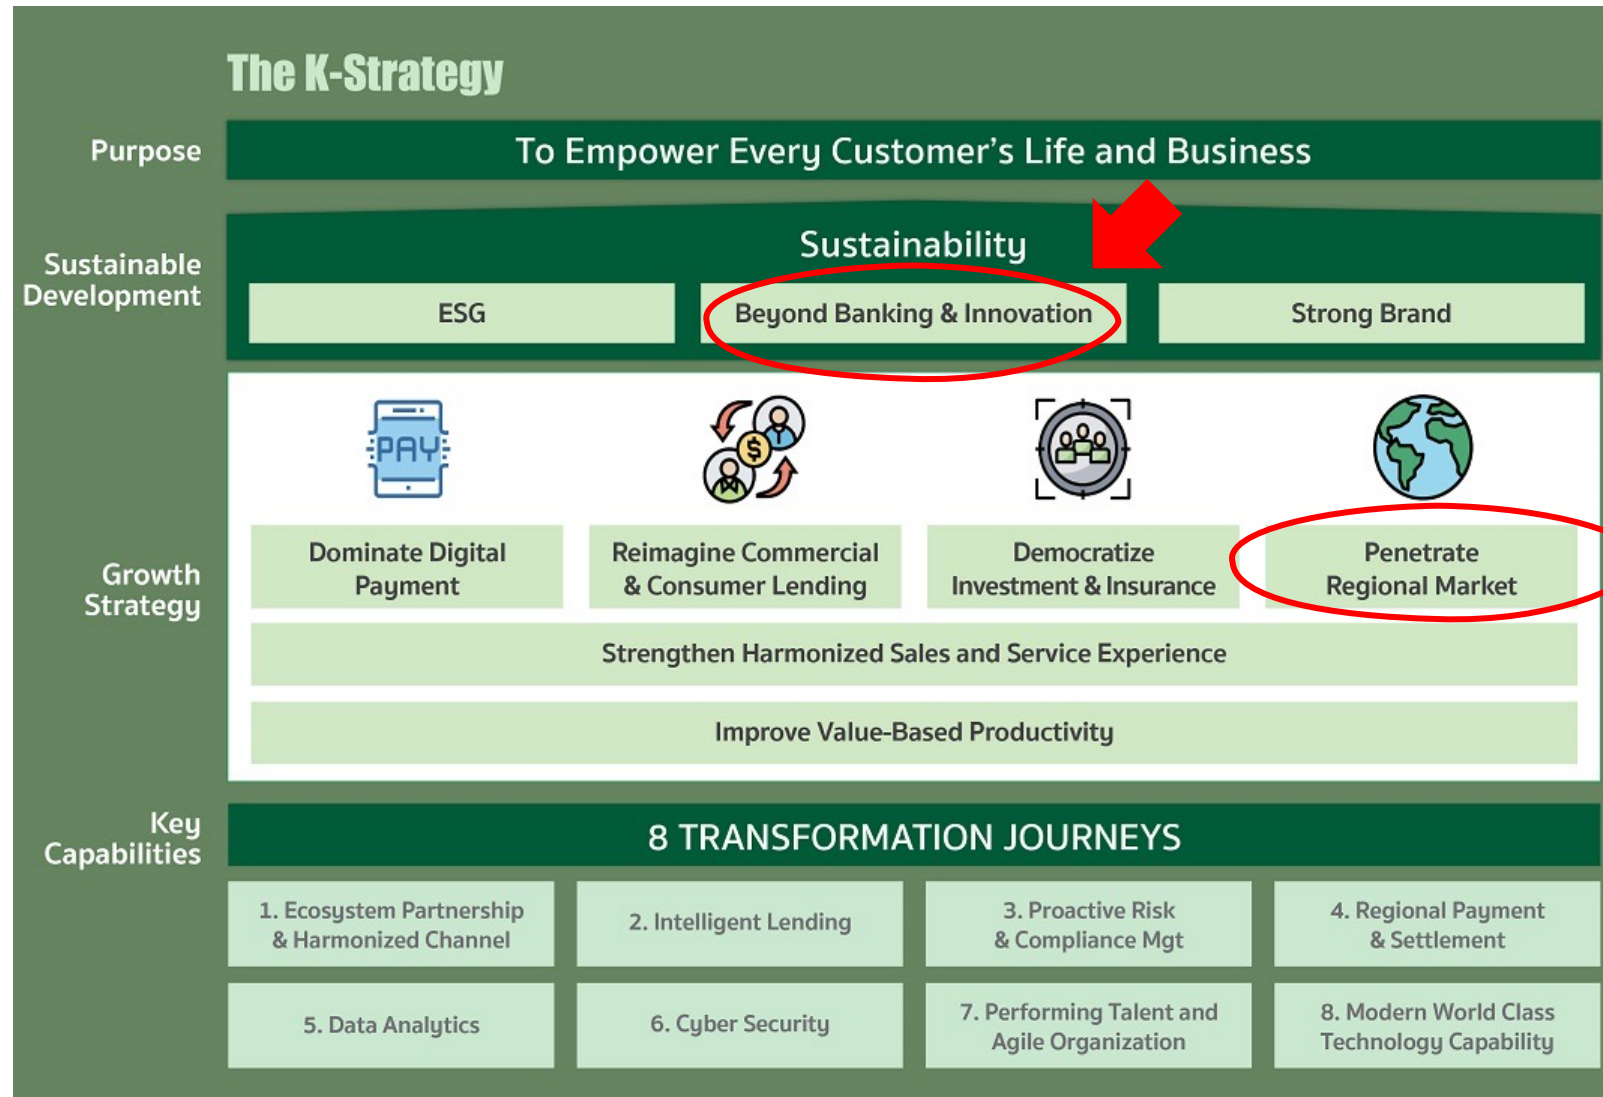 The K-Strategy
Purpose
To Empower Every Customer's Life and Business
Sustainable
Development
Sustainability
ESG
Beyond Banking & Innovation
Strong Brand
Growth
Strategy
PAY
$
Dominate Digital
Payment
Reimagine Commercial
& Consumer Lending
Democratize
Investment & Insurance
Penetrate
Regional Market
Strengthen Harmonized Sales and Service Experience
Improve Value-Based Productivity
Key
Capabilities
8 TRANSFORMATION JOURNEYS
1. Ecosystem Partnership
& Harmonized Channel
2. Intelligent Lending
3. Proactive Risk
& Compliance Mgt
4. Regional Payment
& Settlement
5. Data Analytics
6. Cyber Security
7. Performing Talent and
Agile Organization
8. Modern World Class
Technology Capability